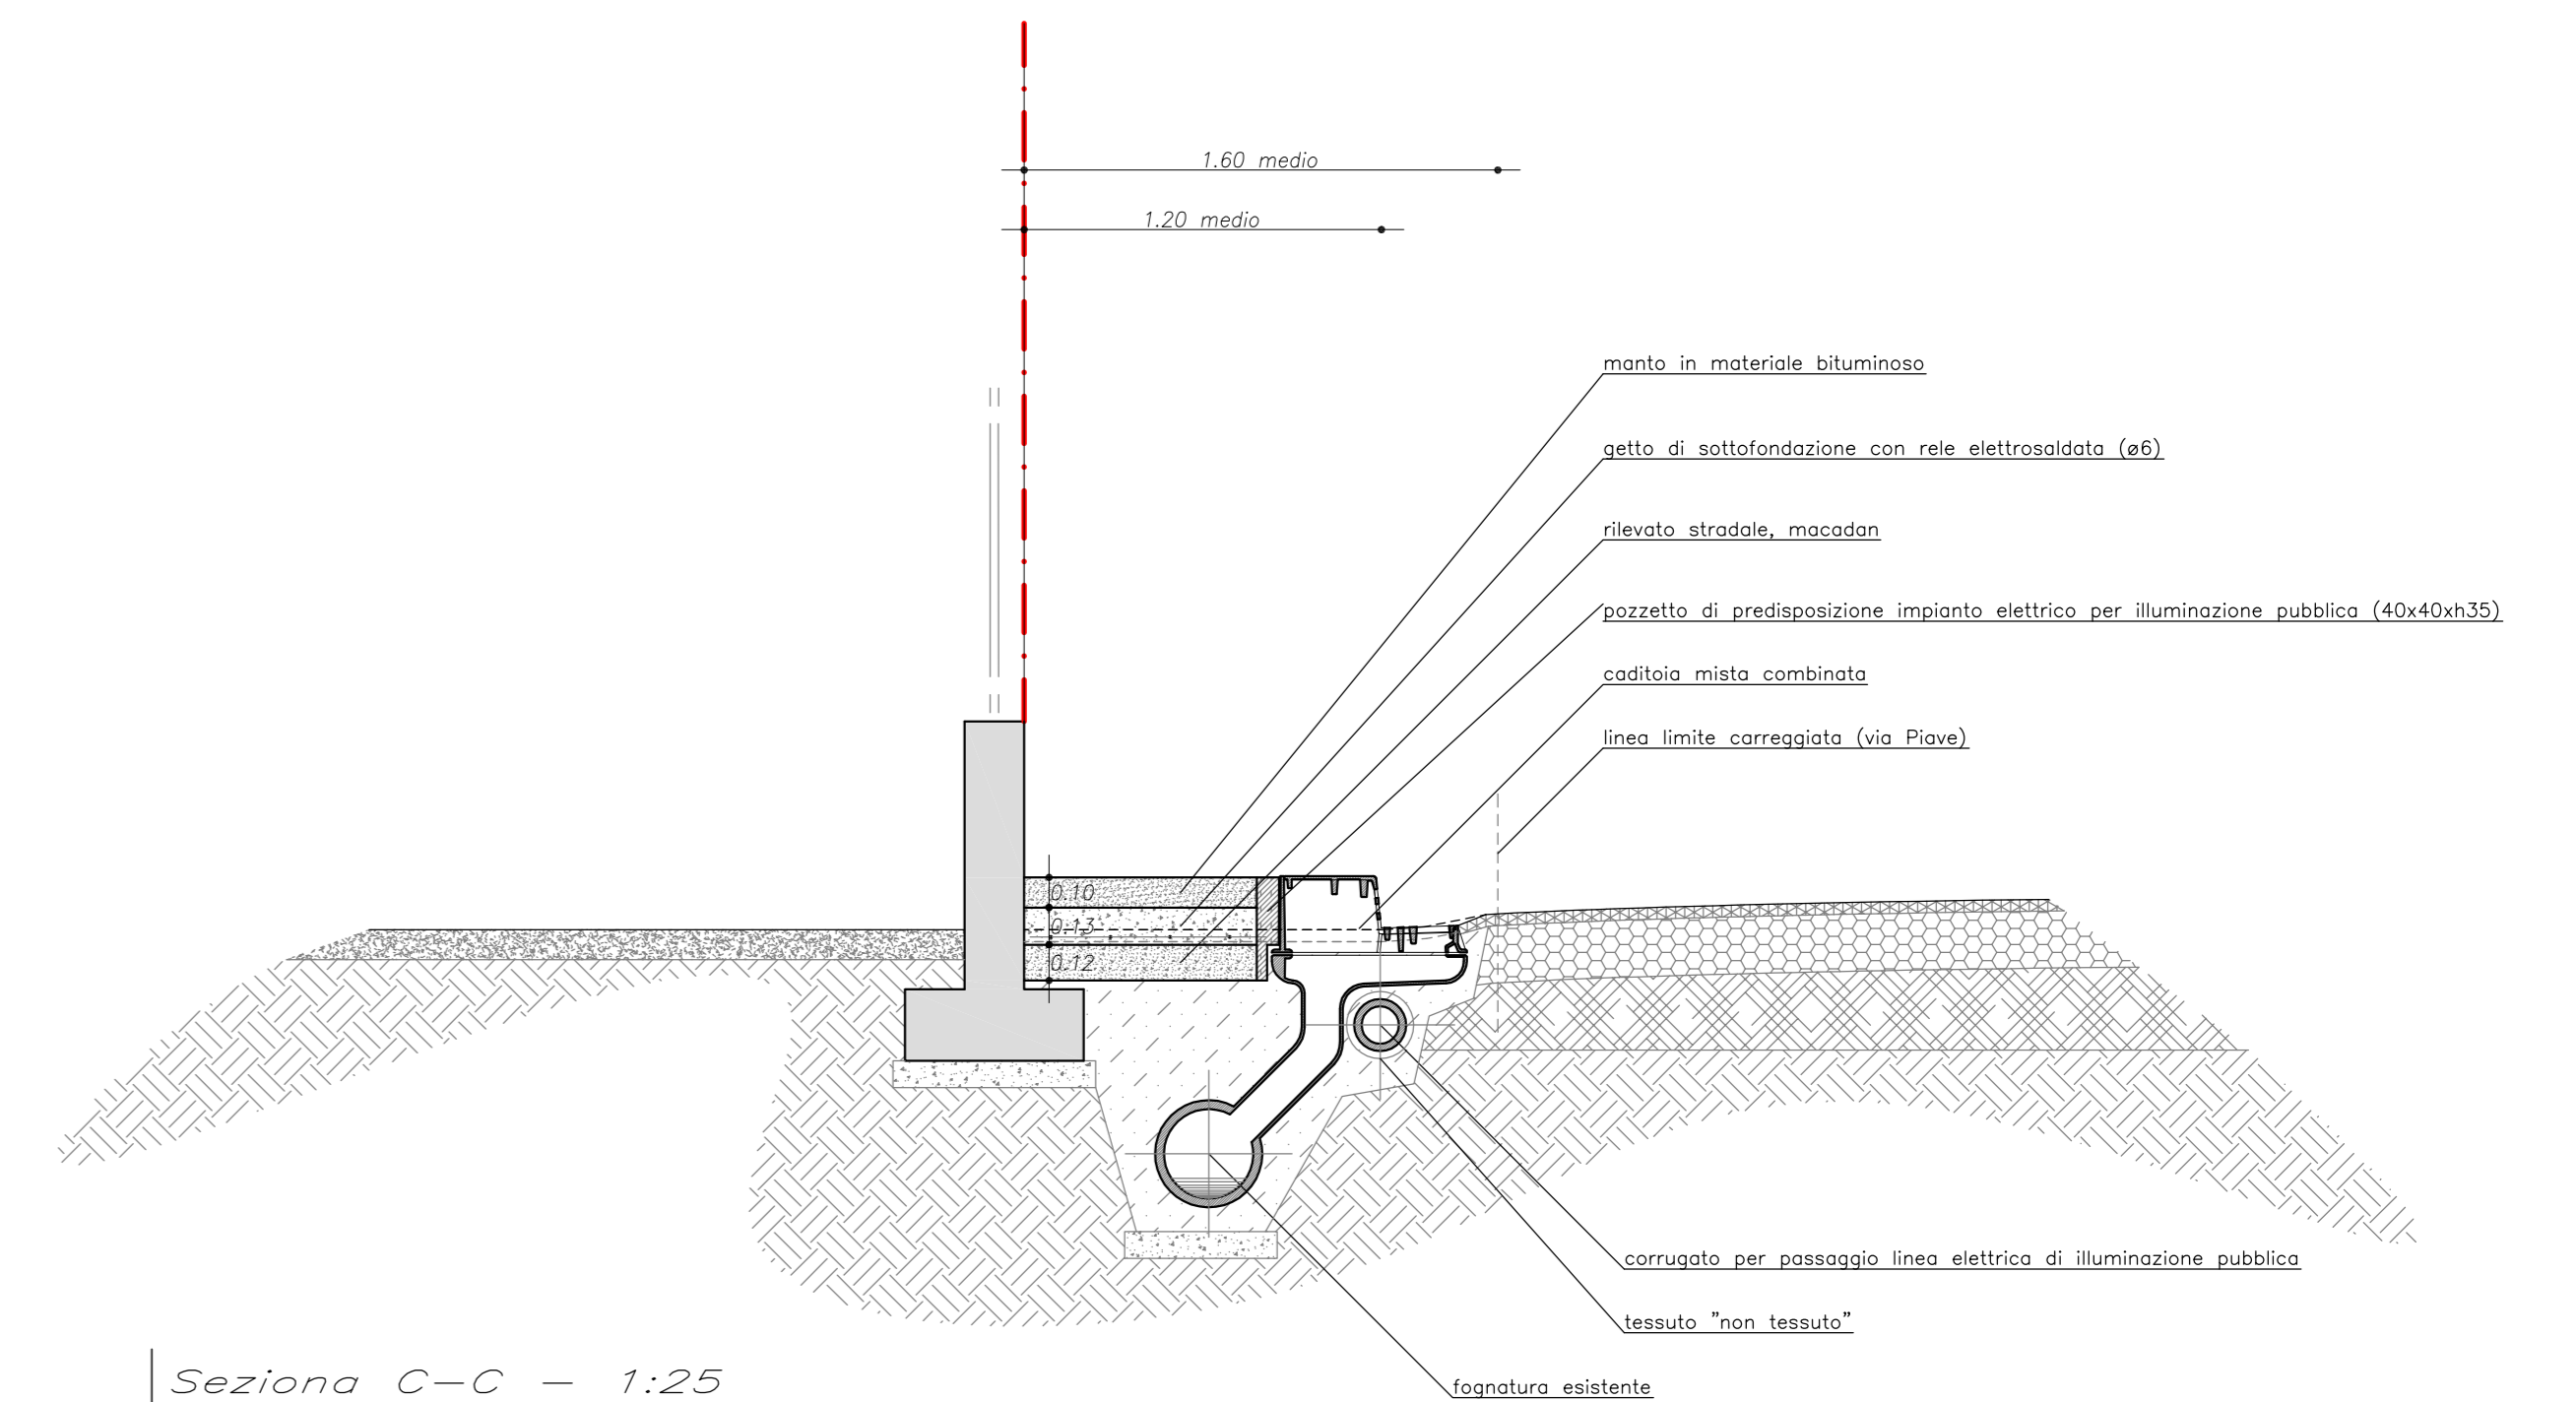 1.60 medio
1.20 medio
manto in materiale bituminoso
getto di sottofondazione con rele elettrosaldata (ø6)
rilevato stradale, macadan
pozzetto di predisposizione impianto elettrico per illuminazione pubblica (40x40xh35)
caditoia mista combinata
linea limite carreggiata (via Piave)
0.10
0.13
0.12
corrugato per passaggio linea elettrica di illuminazione pubblica
tessuto "non tessuto"
Seziona C-C - 1:25
fognatura esistente